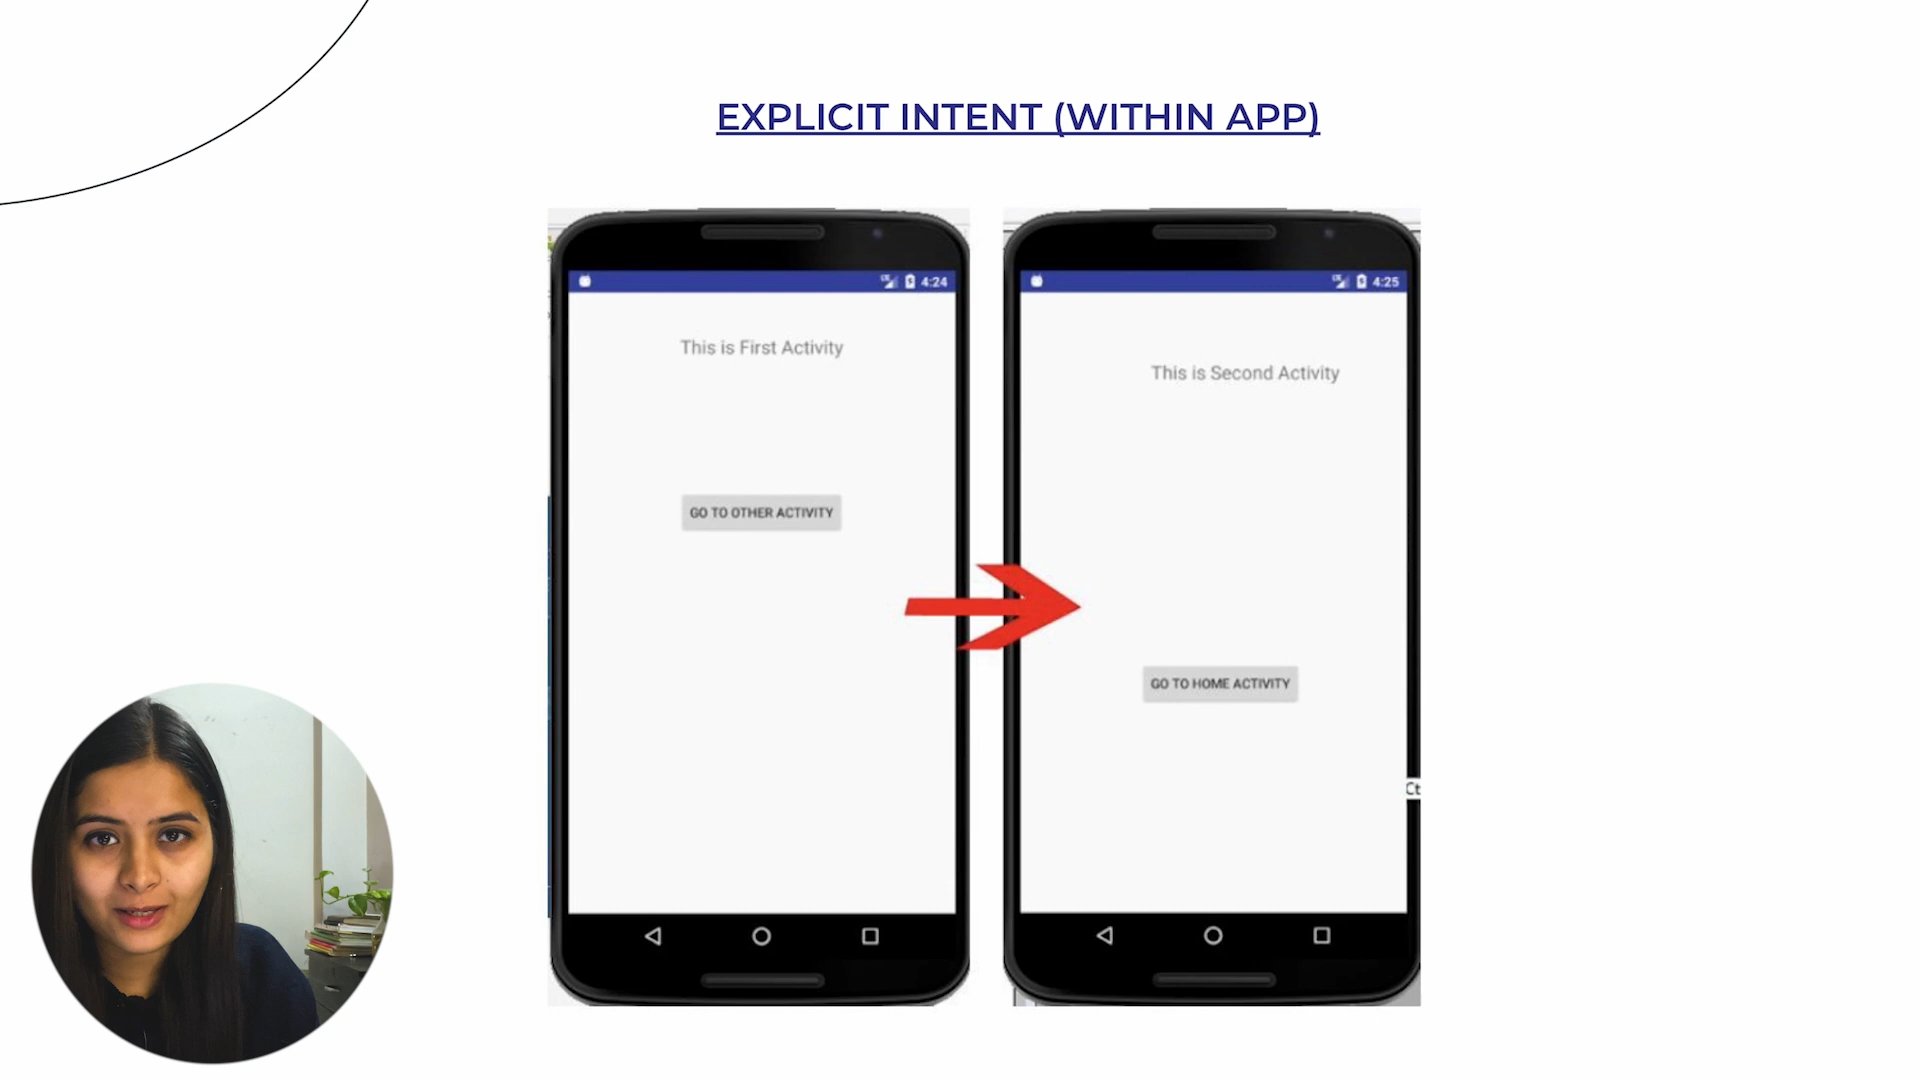 EXPLICIT INTENT (WITHIN APP)
4:24
This is First Activity
GO TO OTHER ACTIVITY
4:25
This is Second Activity
GO TO HOME ACTIVITY
Ct